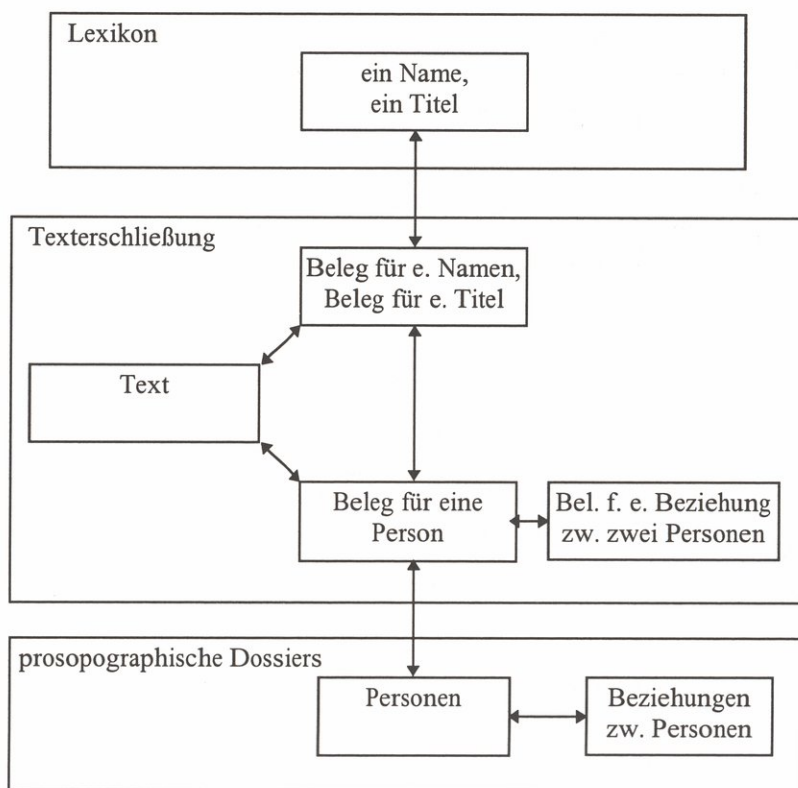 Lexikon
ein Name,
ein Titel
Texterschließung
Beleg für e. Namen,
Beleg für e. Titel
Text
Beleg für eine
Person
Bel. f. e. Beziehung
zw. zwei Personen
prosopographische Dossiers
Personen
Beziehungen
zw. Personen